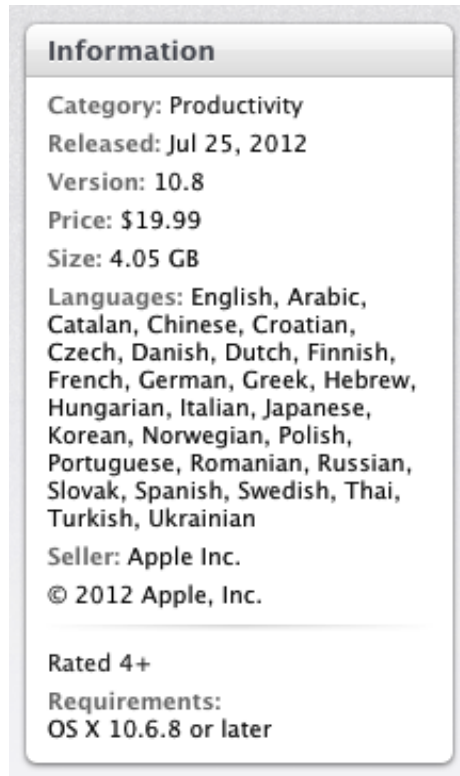 Information
Category: Productivity
Released: Jul 25, 2012
Version: 10.8
Price: $19.99
Size: 4.05 GB
Languages: English, Arabic,
Catalan, Chinese, Croatian,
Czech, Danish, Dutch, Finnish,
French, German, Greek, Hebrew,
Hungarian, Italian, Japanese,
Korean, Norwegian, Polish,
Portuguese, Romanian, Russian,
Slovak, Spanish, Swedish, Thai,
Turkish, Ukrainian
Seller: Apple Inc.
© 2012 Apple, Inc.
Rated 4+
Requirements:
OS X 10.6.8 or later